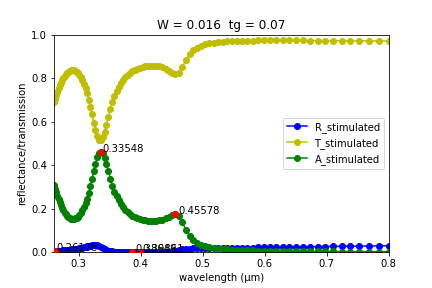 W = 0.016  tg = 0.07
reflectance/transmission
1.0
0.8
0.6
0.4
0.2
0.0
R_stimulated
T_stimulated
A_stimulated
0.33548
0.45578
0.3
0.4
0.5
0.6
0.7
0.8
wavelength (μm)